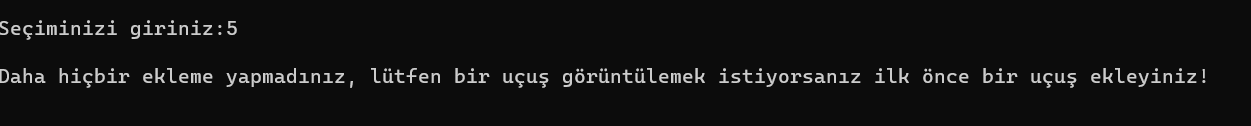 Seçiminizi giriniz:5
Daha hiçbir ekleme yapmadınız, lütfen bir uçuş görüntülemek istiyorsanız ilk önce bir uçuş ekleyiniz!